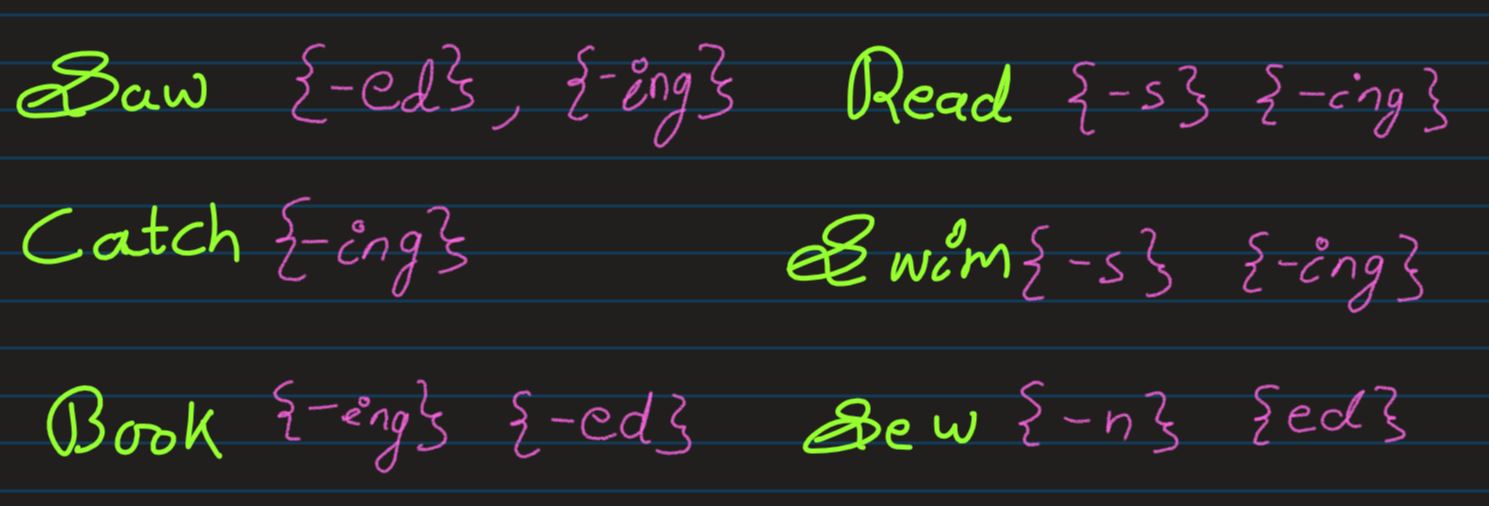 Saw {-ed}, {-ing} Read {-s} {-ing}
Catch {-ing} Swim {-s} {-ing}
Book {-ing} {-ed} Sew {-n} {ed}